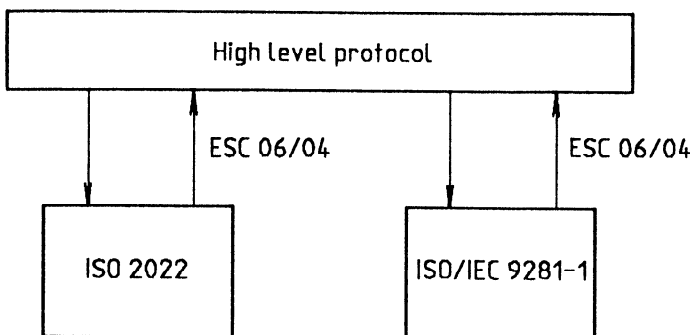 High level protocol
ESC 06/04
ESC 06/04
ISO 2022
ISO/IEC 9281-1